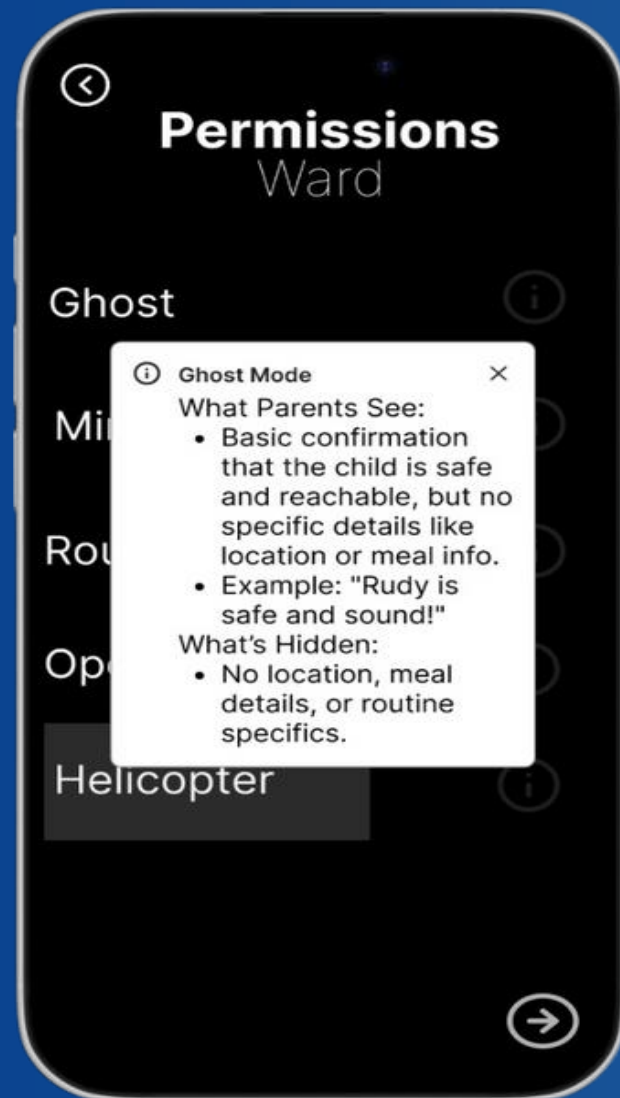 Permissions
Ward
Ghost
Ghost Mode
What Parents See:
• Basic confirmation
that the child is safe
and reachable, but no
specific details like
location or meal info.
• Example: "Rudy is
safe and sound!"
What's Hidden:
• No location, meal
details, or routine
specifics.
Rou
Helicopter